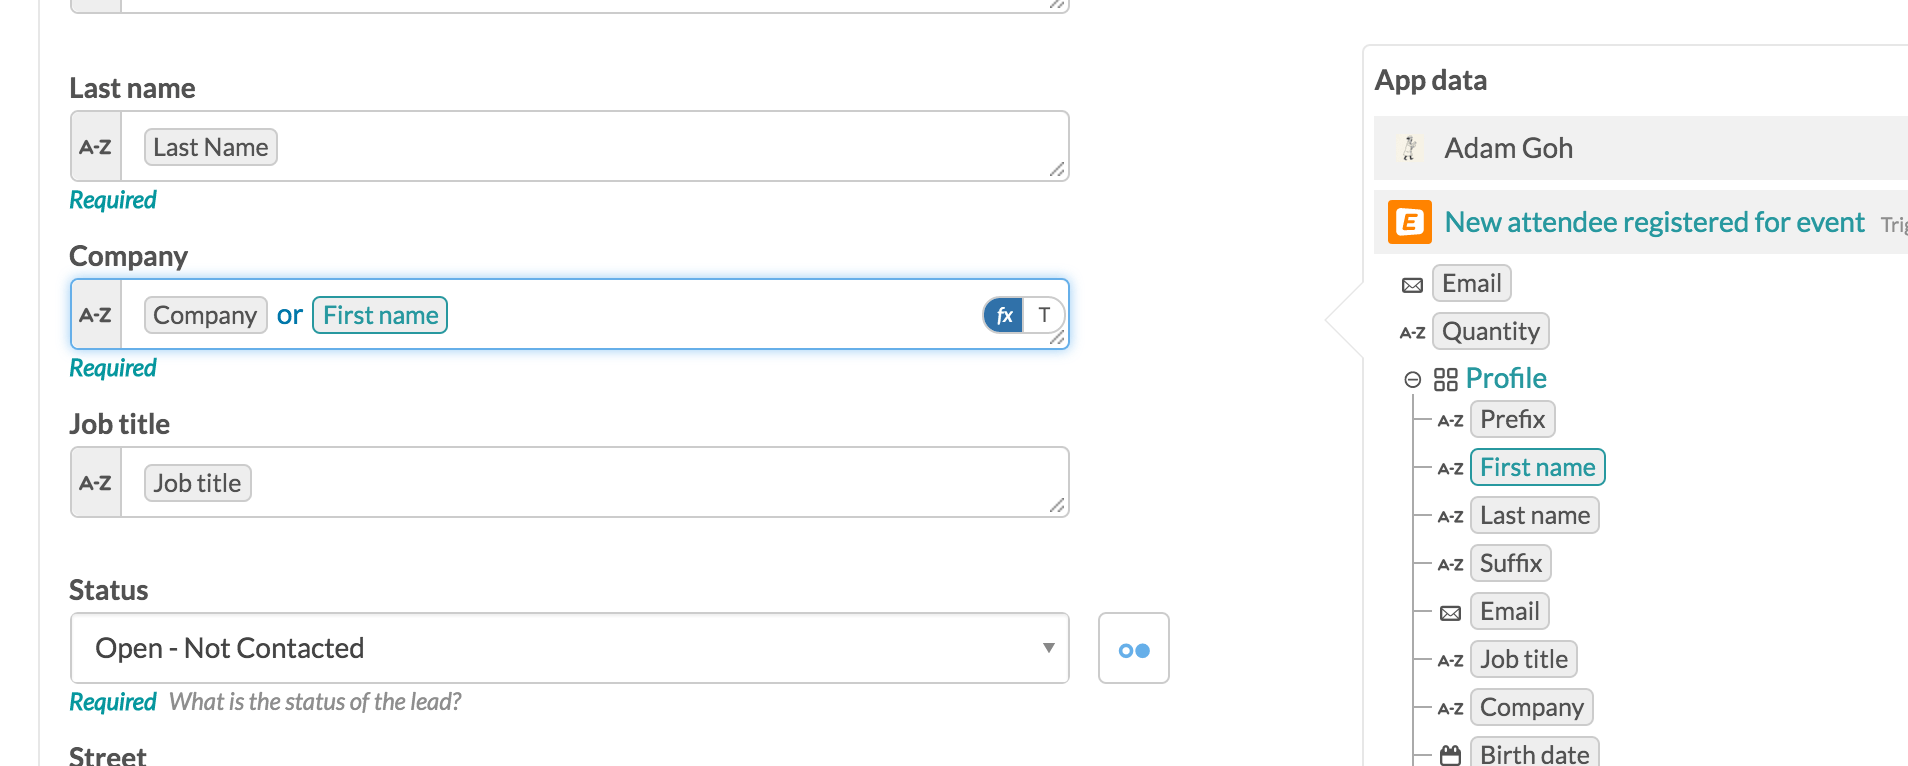 Last name
A-Z Last Name
Required
Company
A-Z Company or First name fx T
Required
Job title
A-Z Job title
Status
Open - Not Contacted
Required What is the status of the lead?
Street
App data
Adam Goh
E New attendee registered for event
Email
A-Z Quantity
Profile
A-Z Prefix
A-Z First name
A-Z Last name
A-Z Suffix
Email
A-Z Job title
A-Z Company
Birth date